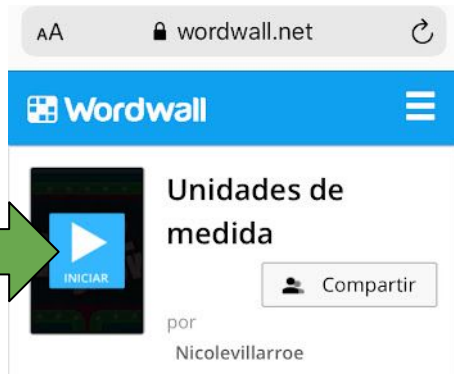 AA wordwall.net
Wordwall
Unidades de
medida
INICIAR
Compartir
por
Nicolevillarroe